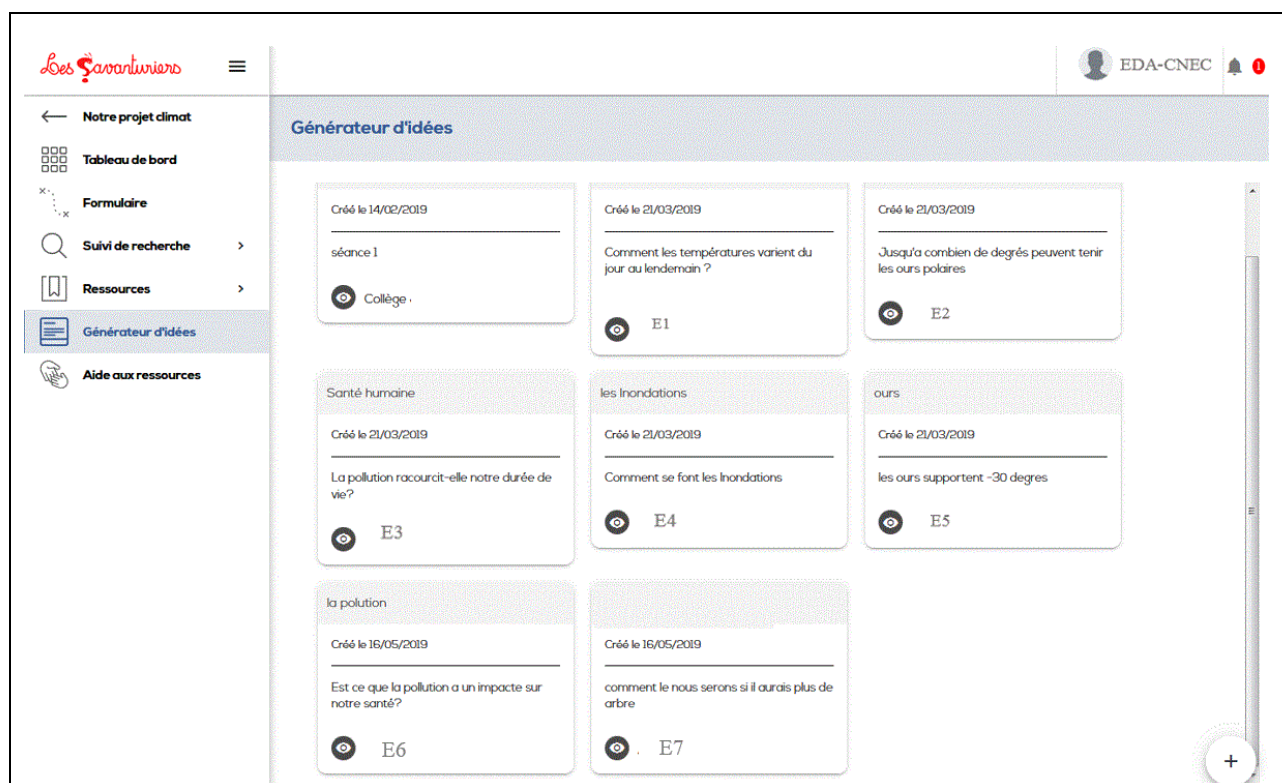 Les Savanturiers
EDA-CNEC
1
Notre projet climat
Tableau de bord
Formulaire
Suivi de recherche
Ressources
Générateur d'idées
Aide aux ressources
Générateur d'idées
Créé le 14/02/2019
séance 1
Collège
Créé le 21/03/2019
Comment les températures varient du
jour au lendemain ?
E1
Créé le 21/03/2019
Jusqu'a combien de degrés peuvent tenir
les ours polaires
E2
Santé humaine
Créé le 21/03/2019
La pollution racourcit-elle notre durée de
vie?
E3
les Inondations
Créé le 21/03/2019
Comment se font les Inondations
E4
ours
Créé le 21/03/2019
les ours supportent -30 degres
E5
la polution
Créé le 16/05/2019
Est ce que la pollution a un impacte sur
notre santé?
E6
Créé le 16/05/2019
comment le nous serons si il aurais plus de
arbre
E7
+